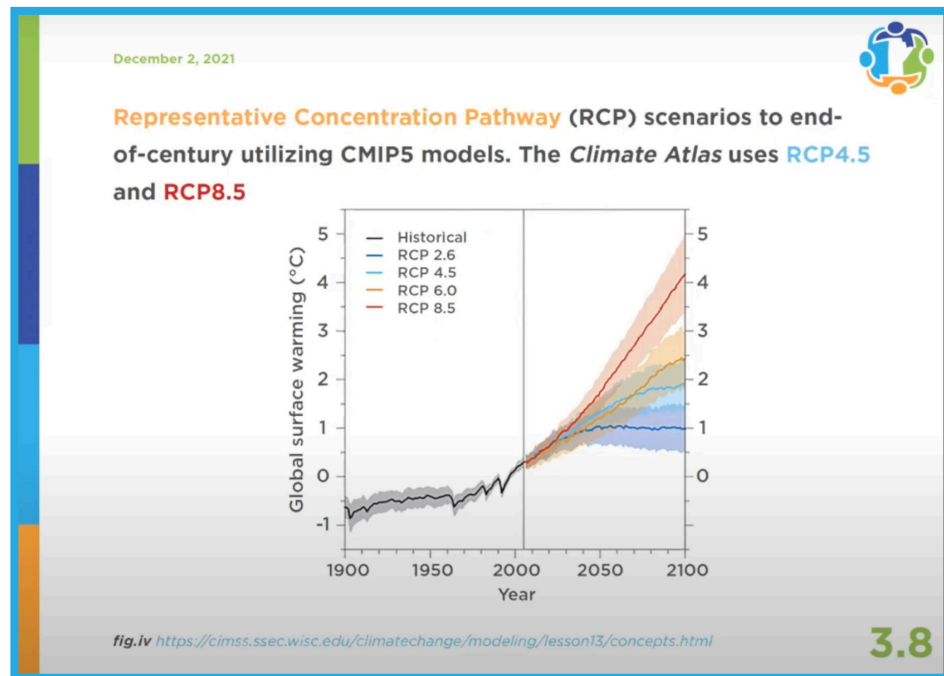 December 2, 2021
Representative Concentration Pathway (RCP) scenarios to end-
of-century utilizing CMIP5 models. The Climate Atlas uses RCP4.5
and RCP8.5
Global surface warming (°C)
5
4
3
2
1
0
-1
Historical
RCP 2.6
RCP 4.5
RCP 6.0
RCP 8.5
5
4
3
2
1
0
1900 1950 2000 2050 2100
Year
fig.iv https://cimss.ssec.wisc.edu/climatechange/modeling/lesson13/concepts.html
3.8